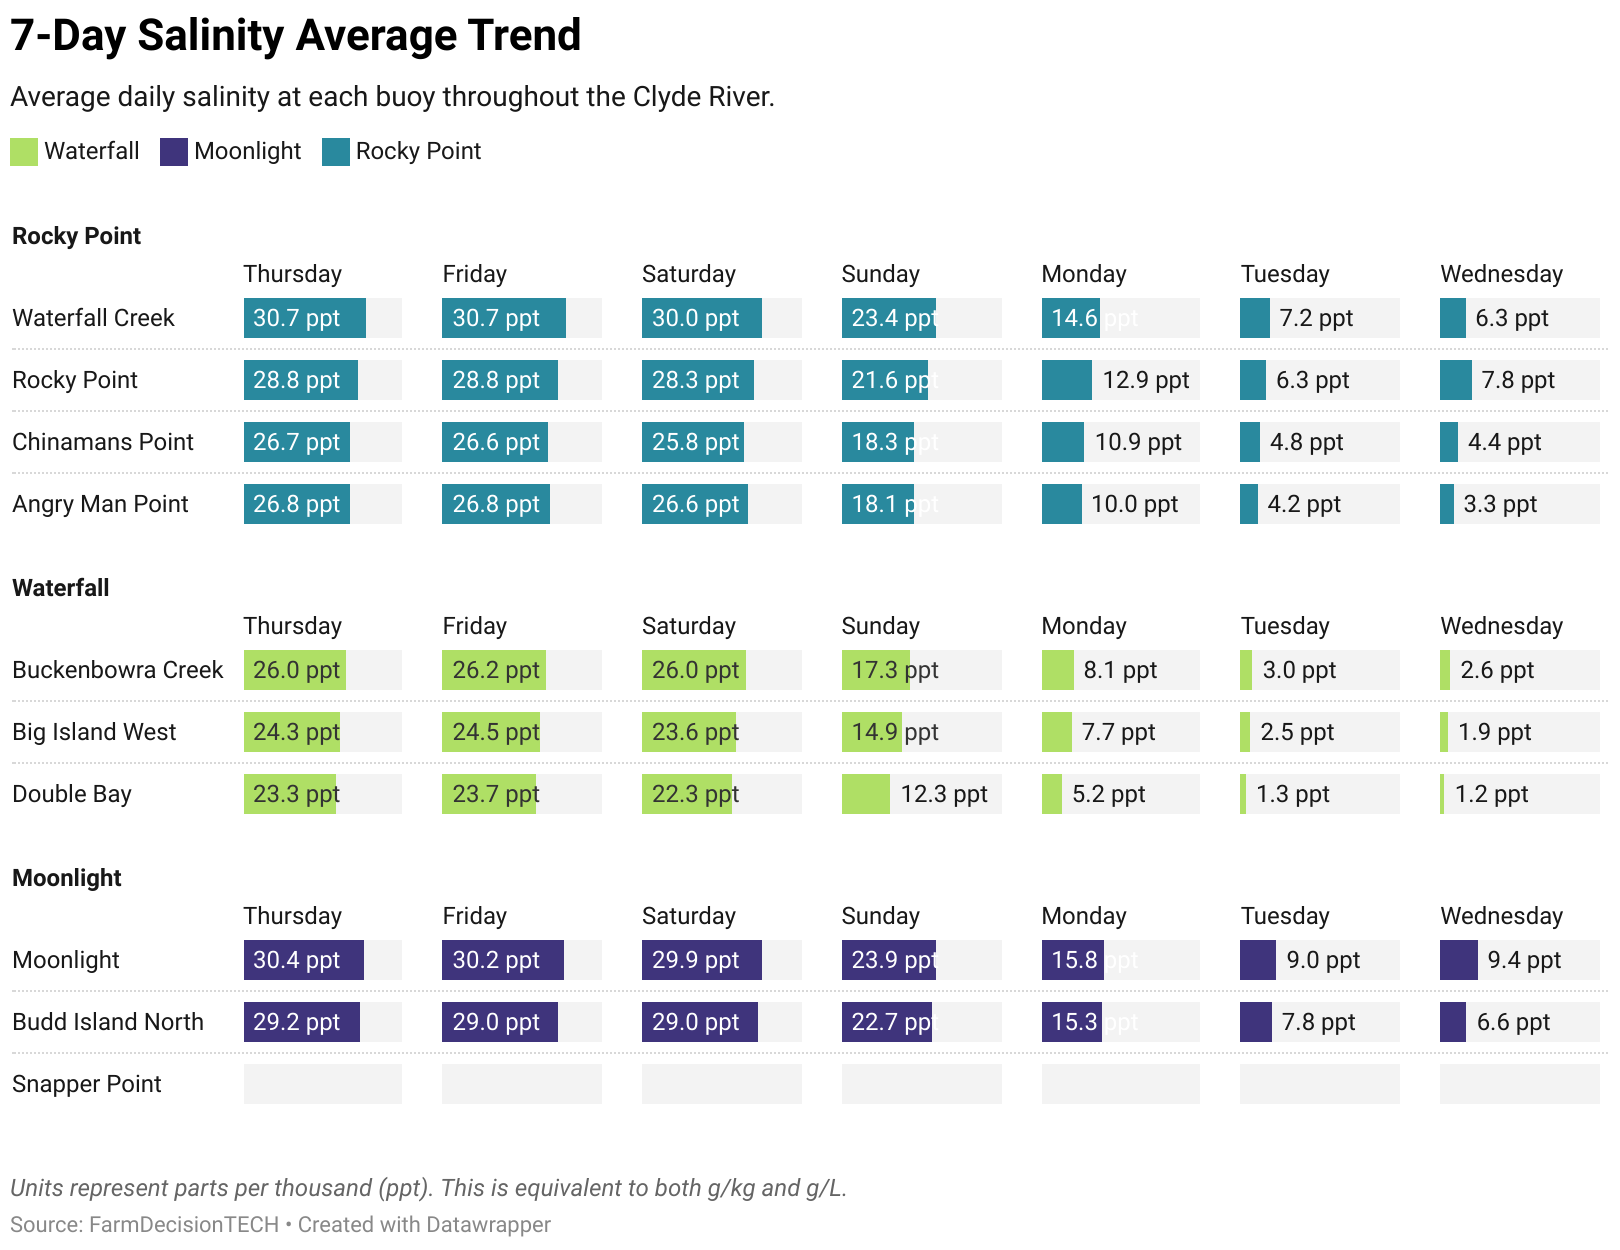 7-Day Salinity Average Trend
Average daily salinity at each buoy throughout the Clyde River.
Waterfall Moonlight Rocky Point
Rocky Point
Thursday Friday Saturday Sunday Monday Tuesday Wednesday
Waterfall Creek 30.7 ppt 30.7 ppt 30.0 ppt 23.4 ppt 14.6 ppt 7.2 ppt 6.3 ppt
Rocky Point 28.8 ppt 28.8 ppt 28.3 ppt 21.6 ppt 12.9 ppt 6.3 ppt 7.8 ppt
Chinamans Point 26.7 ppt 26.6 ppt 25.8 ppt 18.3 ppt 10.9 ppt 4.8 ppt 4.4 ppt
Angry Man Point 26.8 ppt 26.8 ppt 26.6 ppt 18.1 ppt 10.0 ppt 4.2 ppt 3.3 ppt
Waterfall
Thursday Friday Saturday Sunday Monday Tuesday Wednesday
Buckenbowra Creek 26.0 ppt 26.2 ppt 26.0 ppt 17.3 ppt 8.1 ppt 3.0 ppt 2.6 ppt
Big Island West 24.3 ppt 24.5 ppt 23.6 ppt 14.9 ppt 7.7 ppt 2.5 ppt 1.9 ppt
Double Bay 23.3 ppt 23.7 ppt 22.3 ppt 12.3 ppt 5.2 ppt 1.3 ppt 1.2 ppt
Moonlight
Thursday Friday Saturday Sunday Monday Tuesday Wednesday
Moonlight 30.4 ppt 30.2 ppt 29.9 ppt 23.9 ppt 15.8 ppt 9.0 ppt 9.4 ppt
Budd Island North 29.2 ppt 29.0 ppt 29.0 ppt 22.7 ppt 15.3 ppt 7.8 ppt 6.6 ppt
Snapper Point
Units represent parts per thousand (ppt). This is equivalent to both g/kg and g/L.
Source: FarmDecisionTECH • Created with Datawrapper